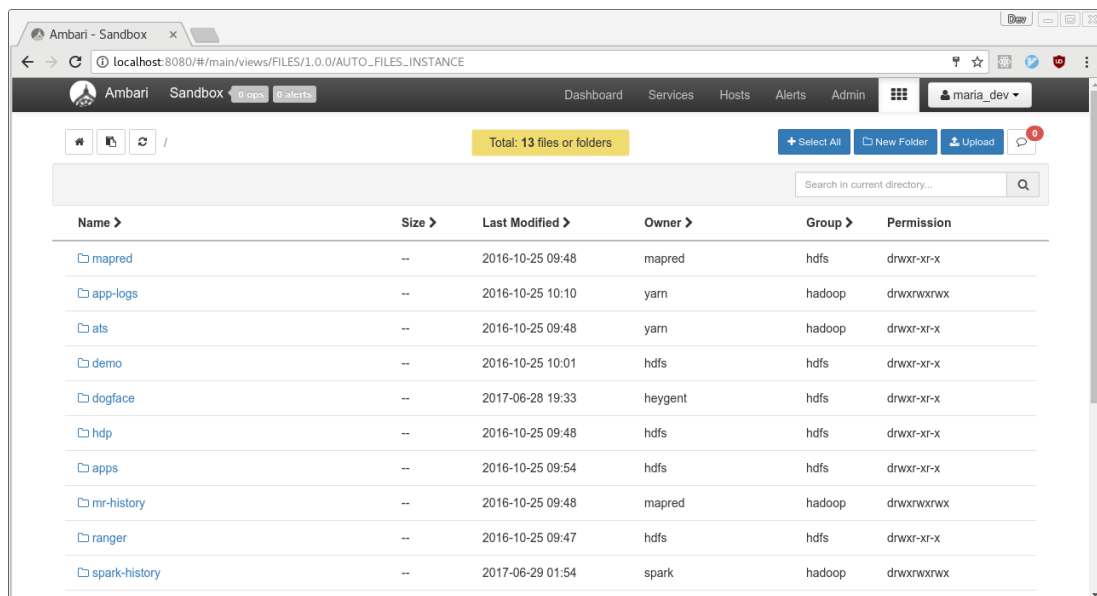 Dev
Ambari - Sandbox
localhost:8080/#/main/views/FILES/1.0.0/AUTO_FILES_INSTANCE
Ambari Sandbox 0 ops 0 alerts Dashboard Services Hosts Alerts Admin maria_dev
/ Total: 13 files or folders Select All New Folder Upload 0
Search in current directory...
Name Size Last Modified Owner Group Permission
mapred -- 2016-10-25 09:48 mapred hdfs drwxr-xr-x
app-logs -- 2016-10-25 10:10 yarn hadoop drwxrwxrwx
ats -- 2016-10-25 09:48 yarn hadoop drwxr-xr-x
demo -- 2016-10-25 10:01 hdfs hdfs drwxr-xr-x
dogface -- 2017-06-28 19:33 heygent hdfs drwxr-xr-x
hdp -- 2016-10-25 09:48 hdfs hdfs drwxr-xr-x
apps -- 2016-10-25 09:54 hdfs hdfs drwxr-xr-x
mr-history -- 2016-10-25 09:48 mapred hadoop drwxrwxrwx
ranger -- 2016-10-25 09:47 hdfs hdfs drwxr-xr-x
spark-history -- 2017-06-29 01:54 spark hadoop drwxrwxrwx